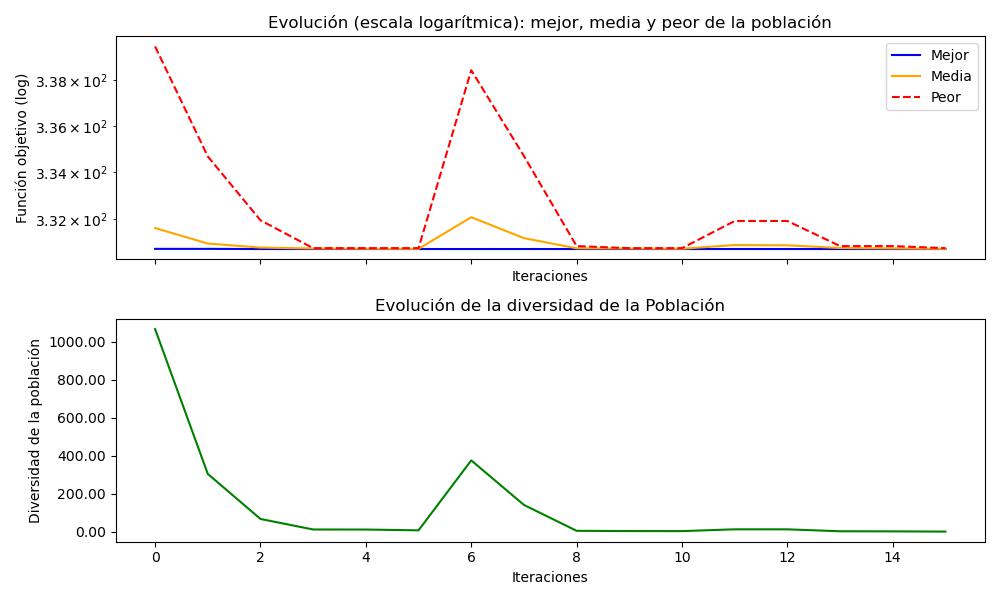 Evolución (escala logarítmica): mejor, media y peor de la población
Función objetivo (log)
3.38 × 10²
3.36 × 10²
3.34 × 10²
3.32 × 10²
Mejor
Media
Peor
Iteraciones
Evolución de la diversidad de la Población
Diversidad de la población
1000.00
800.00
600.00
400.00
200.00
0.00
0 2 4 6 8 10 12 14
Iteraciones